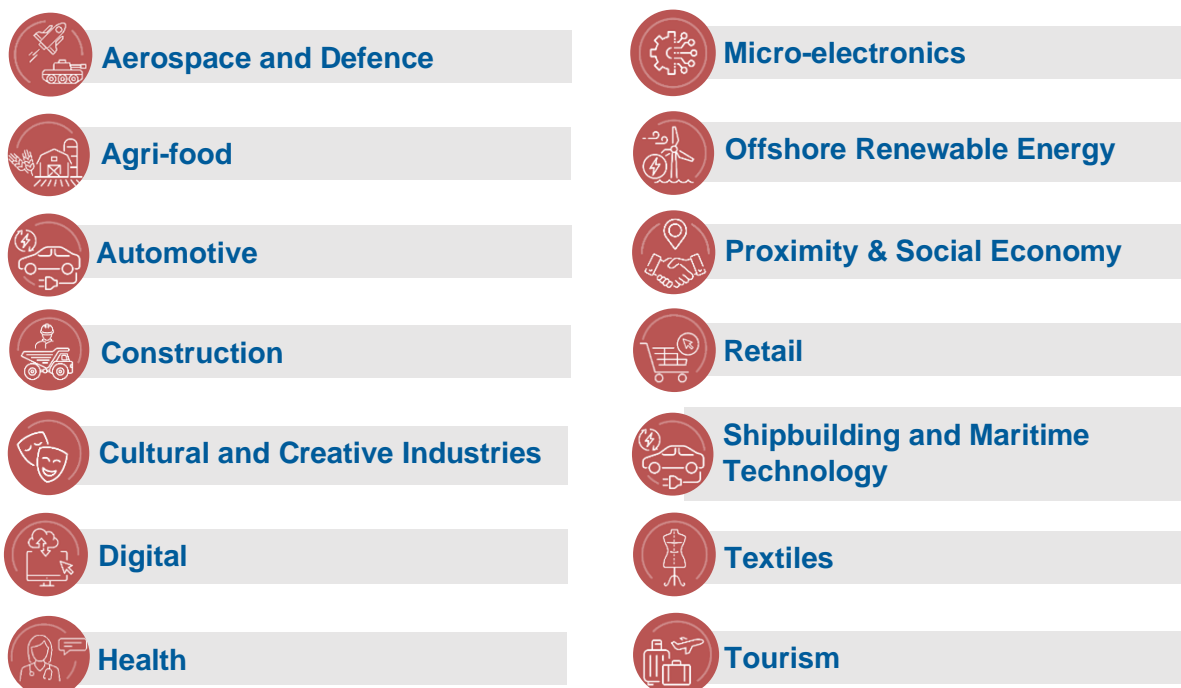 Aerospace and Defence
Agri-food
Automotive
Construction
Cultural and Creative Industries
Digital
Health
Micro-electronics
Offshore Renewable Energy
Proximity & Social Economy
Retail
Shipbuilding and Maritime
Technology
Textiles
Tourism